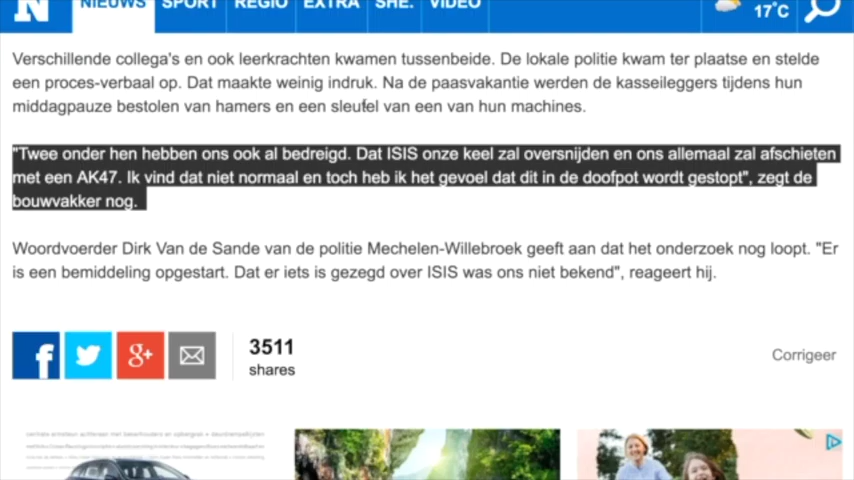 N NIEUWS SPORT REGIO EXTRA SHE. VIDEO 17°C
Verschillende collega's en ook leerkrachten kwamen tussenbeide. De lokale politie kwam ter plaatse en stelde
een proces-verbaal op. Dat maakte weinig indruk. Na de paasvakantie werden de kasseileggers tijdens hun
middagpauze bestolen van hamers en een sleufel van een van hun machines.
"Twee onder hen hebben ons ook al bedreigd. Dat ISIS onze keel zal oversnijden en ons allemaal zal afschieten
met een AK47. Ik vind dat niet normaal en toch heb ik het gevoel dat dit in de doofpot wordt gestopt", zegt de
bouwvakker nog.
Woordvoerder Dirk Van de Sande van de politie Mechelen-Willebroek geeft aan dat het onderzoek nog loopt. "Er
is een bemiddeling opgestart. Dat er iets is gezegd over ISIS was ons niet bekend", reageert hij.
f g+
3511
shares
Corrigeer